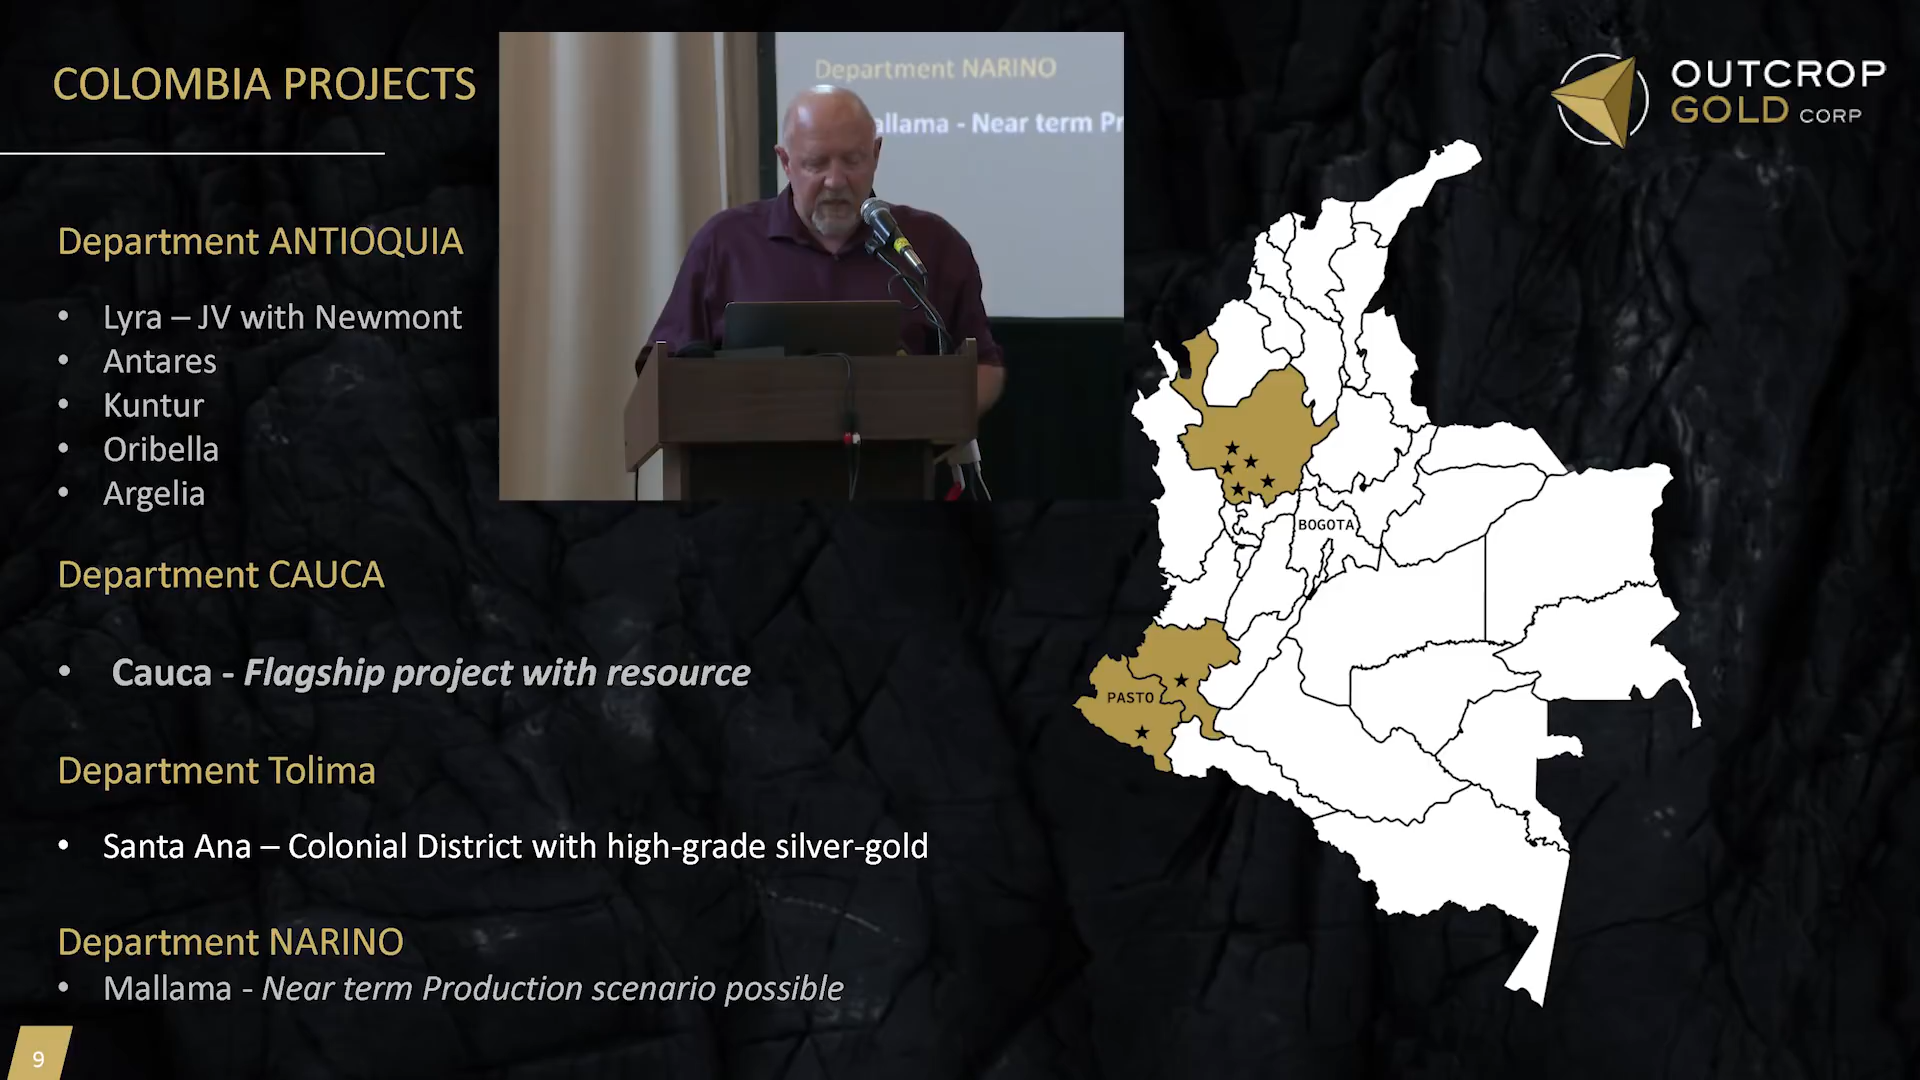 COLOMBIA PROJECTS
Department NARINO
allama - Near term Pr
OUTCROP
GOLD CORP
Department ANTIOQUIA
• Lyra – JV with Newmont
• Antares
• Kuntur
• Oribella
• Argelia
BOGOTA
Department CAUCA
• Cauca - Flagship project with resource
PASTO
Department Tolima
• Santa Ana – Colonial District with high-grade silver-gold
Department NARINO
• Mallama - Near term Production scenario possible
9